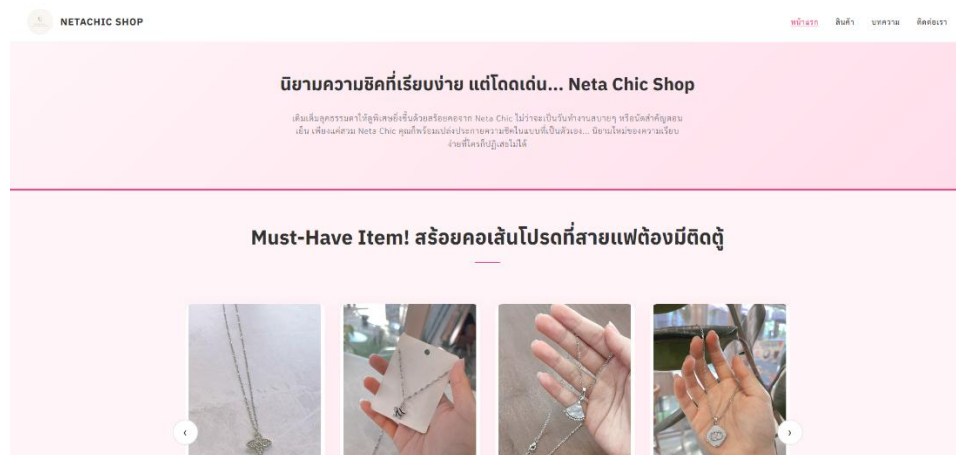 NETACHIC SHOP
หน้าแรก สินค้า บทความ ติดต่อเรา
นิยามความชิคที่เรียบง่าย แต่โดดเด่น... Neta Chic Shop
เติมเต็มลุคธรรมดาให้ดูพิเศษยิ่งขึ้นด้วยสร้อยคอจาก Neta Chic ไม่ว่าจะเป็นวันทำงานสบายๆ หรือนัดสำคัญตอน
เย็น เพียงแค่สวม Neta Chic คุณก็พร้อมเปล่งประกายความชิคในแบบที่เป็นตัวเอง... นิยามใหม่ของความเรียบ
ง่ายที่ใครก็ปฏิเสธไม่ได้
Must-Have Item! สร้อยคอเส้นโปรดที่สายแฟต้องมีติดตู้